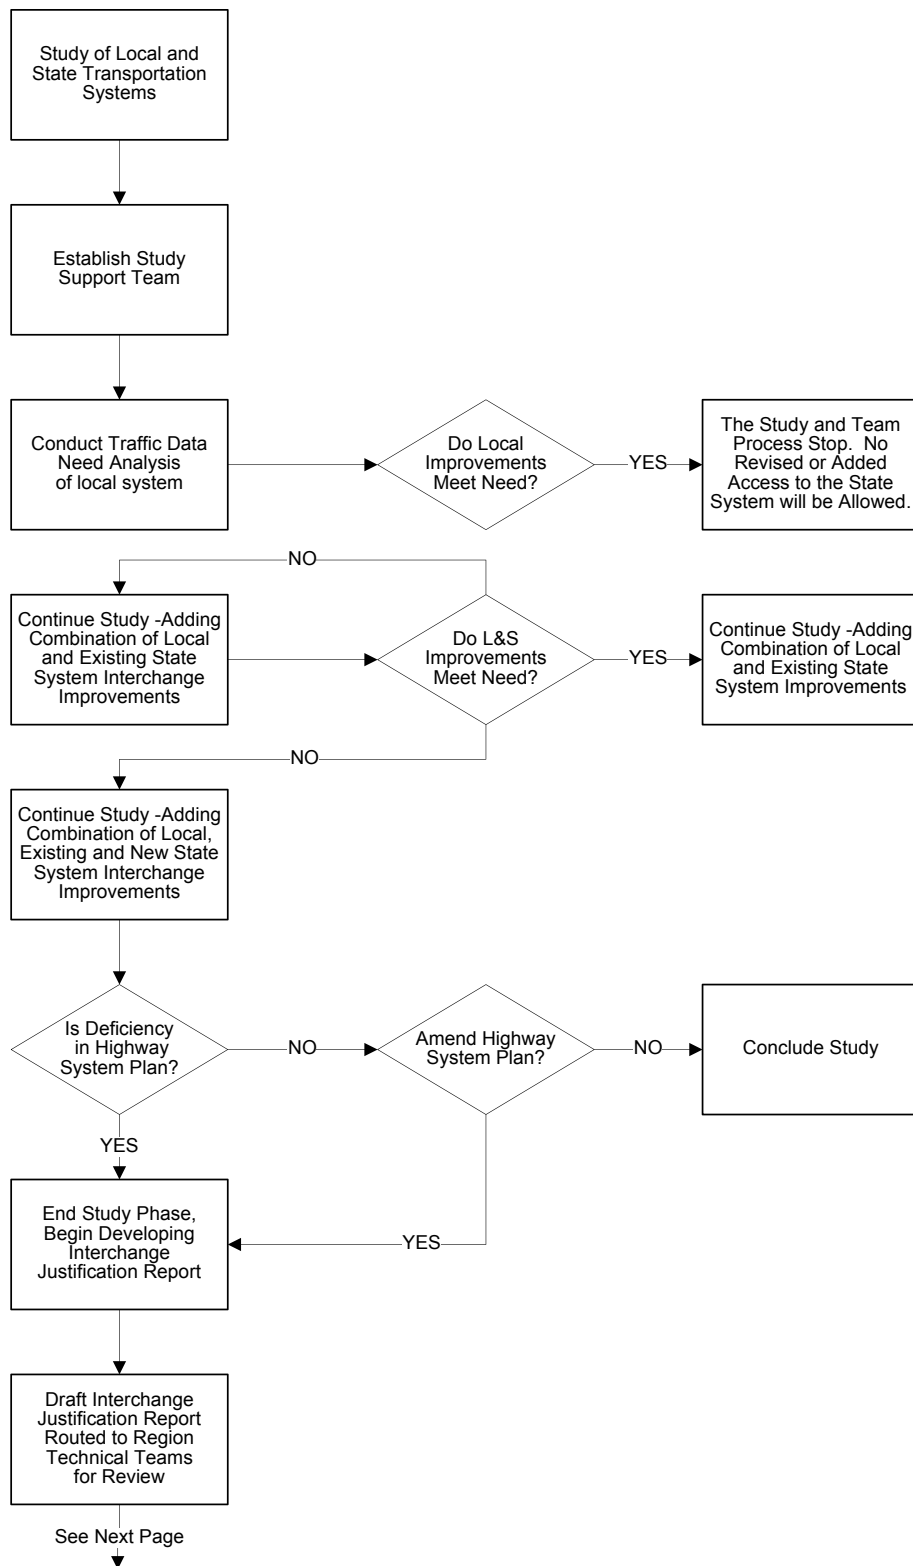 Study of Local and
State Transportation
Systems
Establish Study
Support Team
Conduct Traffic Data
Need Analysis
of local system
Do Local
Improvements
Meet Need?
YES
The Study and Team
Process Stop.  No
Revised or Added
Access to the State
System will be Allowed.
NO
Continue Study -Adding
Combination of Local
and Existing State
System Interchange
Improvements
Do L&S
Improvements
Meet Need?
YES
Continue Study -Adding
Combination of Local
and Existing State
System Improvements
NO
Continue Study -Adding
Combination of Local,
Existing and New State
System Interchange
Improvements
Is Deficiency
in Highway
System Plan?
NO
Amend Highway
System Plan?
NO
Conclude Study
YES
End Study Phase,
Begin Developing
Interchange
Justification Report
YES
Draft Interchange
Justification Report
Routed to Region
Technical Teams
for Review
See Next Page